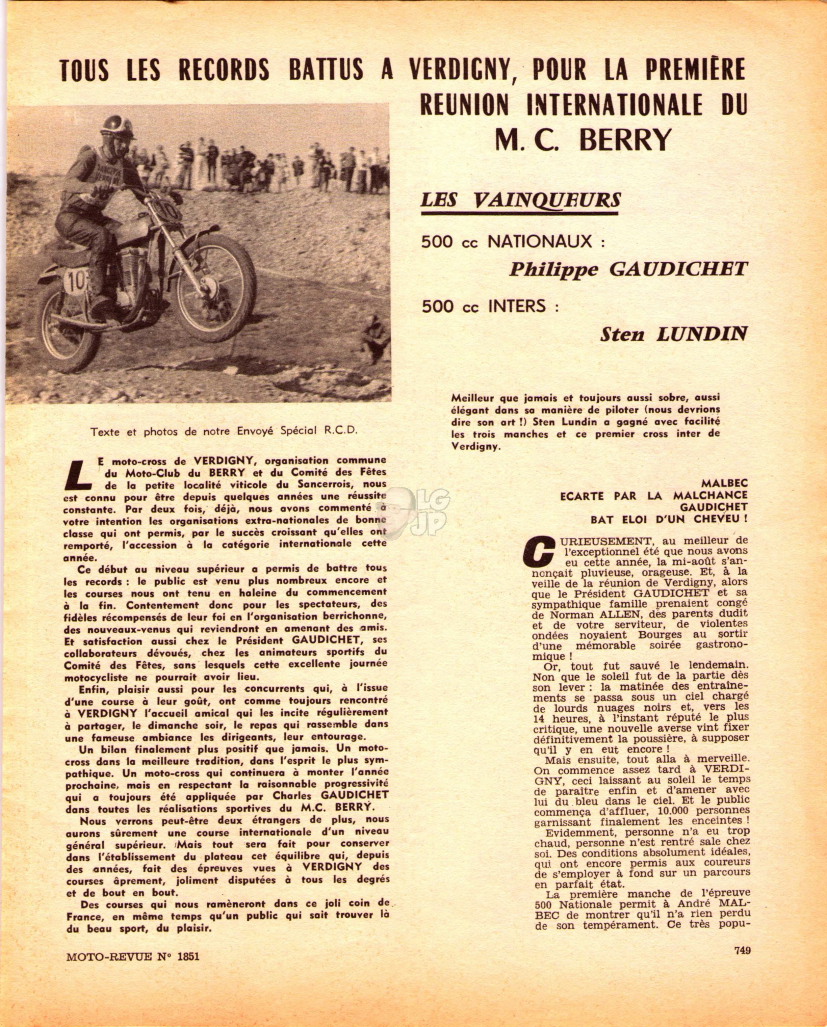 TOUS LES RECORDS BATTUS A VERDIGNY, POUR LA PREMIÈRE
REUNION INTERNATIONALE DU
M. C. BERRY
LES VAINQUEURS
500 cc NATIONAUX :
Philippe GAUDICHET
500 cc INTERS :
Sten LUNDIN
10
Meilleur que jamais et toujours aussi sobre, aussi
élégant dans sa manière de piloter (nous devrions
dire son art !) Sten Lundin a gagné avec facilité
les trois manches et ce premier cross inter de
Verdigny.
Texte et photos de notre Envoyé Spécial R.C.D.
LE moto-cross de VERDIGNY, organisation commune
du Moto-Club du BERRY et du Comité des Fêtes
de la petite localité viticole du Sancerrois, nous
est connu pour être depuis quelques années une réussite
constante. Par deux fois, déjà, nous avons commenté à
votre intention les organisations extra-nationales de bonne
classe qui ont permis, par le succès croissant qu'elles ont
remporté, l'accession à la catégorie internationale cette
année.
Ce début au niveau supérieur a permis de battre tous
les records : le public est venu plus nombreux encore et
les courses nous ont tenu en haleine du commencement
à la fin. Contentement donc pour les spectateurs, des
fidèles récompensés de leur foi en l'organisation berrichonne,
des nouveaux-venus qui reviendront en amenant des amis.
Et satisfaction aussi chez le Président GAUDICHET, ses
collaborateurs dévoués, chez les animateurs sportifs du
Comité des Fêtes, sans lesquels cette excellente journée
motocycliste ne pourrait avoir lieu.
Enfin, plaisir aussi pour les concurrents qui, à l'issue
d'une course à leur goût, ont comme toujours rencontré
à VERDIGNY l'accueil amical qui les incite régulièrement
à partager, le dimanche soir, le repas qui rassemble dans
une fameuse ambiance les dirigeants, leur entourage.
Un bilan finalement plus positif que jamais. Un moto-
cross dans la meilleure tradition, dans l'esprit le plus sym-
pathique. Un moto-cross qui continuera à monter l'année
prochaine, mais en respectant la raisonnable progressivité
qui a toujours été appliquée par Charles GAUDICHET
dans toutes les réalisations sportives du M.C. BERRY.
Nous verrons peut-être deux étrangers de plus, nous
aurons sûrement une course internationale d'un niveau
général supérieur. Mais tout sera fait pour conserver
dans l'établissement du plateau cet équilibre qui, depuis
des années, fait des épreuves vues à VERDIGNY des
courses âprement, joliment disputées à tous les degrés
et de bout en bout.
Des courses qui nous ramèneront dans ce joli coin de
France, en même temps qu'un public qui sait trouver là
du beau sport, du plaisir.
MALBEC
ECARTE PAR LA MALCHANCE
GAUDICHET
BAT ELOI D'UN CHEVEU !
CURIEUSEMENT, au meilleur de
l'exceptionnel été que nous avons
eu cette année, la mi-août s'an-
nonçait pluvieuse, orageuse. Et, à la
veille de la réunion de Verdigny, alors
que le Président GAUDICHET et sa
sympathique famille prenaient congé
de Norman ALLEN, des parents dudit
et de votre serviteur, de violentes
ondées noyaient Bourges au sortir
d'une mémorable soirée gastrono-
mique !
Or, tout fut sauvé le lendemain.
Non que le soleil fut de la partie dès
son lever : la matinée des entraîne-
ments se passa sous un ciel chargé
de lourds nuages noirs et, vers les
14 heures, à l'instant réputé le plus
critique, une nouvelle averse vint fixer
définitivement la poussière, à supposer
qu'il y en eut encore !
Mais ensuite, tout alla à merveille.
On commence assez tard à VERDI-
GNY, ceci laissant au soleil le temps
de paraître enfin et d'amener avec
lui du bleu dans le ciel. Et le public
commença d'affluer, 10.000 personnes
garnissant finalement les enceintes !
Evidemment, personne n'a eu trop
chaud, personne n'est rentré sale chez
soi. Des conditions absolument idéales,
qui ont encore permis aux coureurs
de s'employer à fond sur un parcours
en parfait état.
La première manche de l'épreuve
500 Nationale permit à André MAL-
BEC de montrer qu'il n'a rien perdu
de son tempérament. Ce très popu-
MOTO-REVUE N° 1851
749
LG
JP